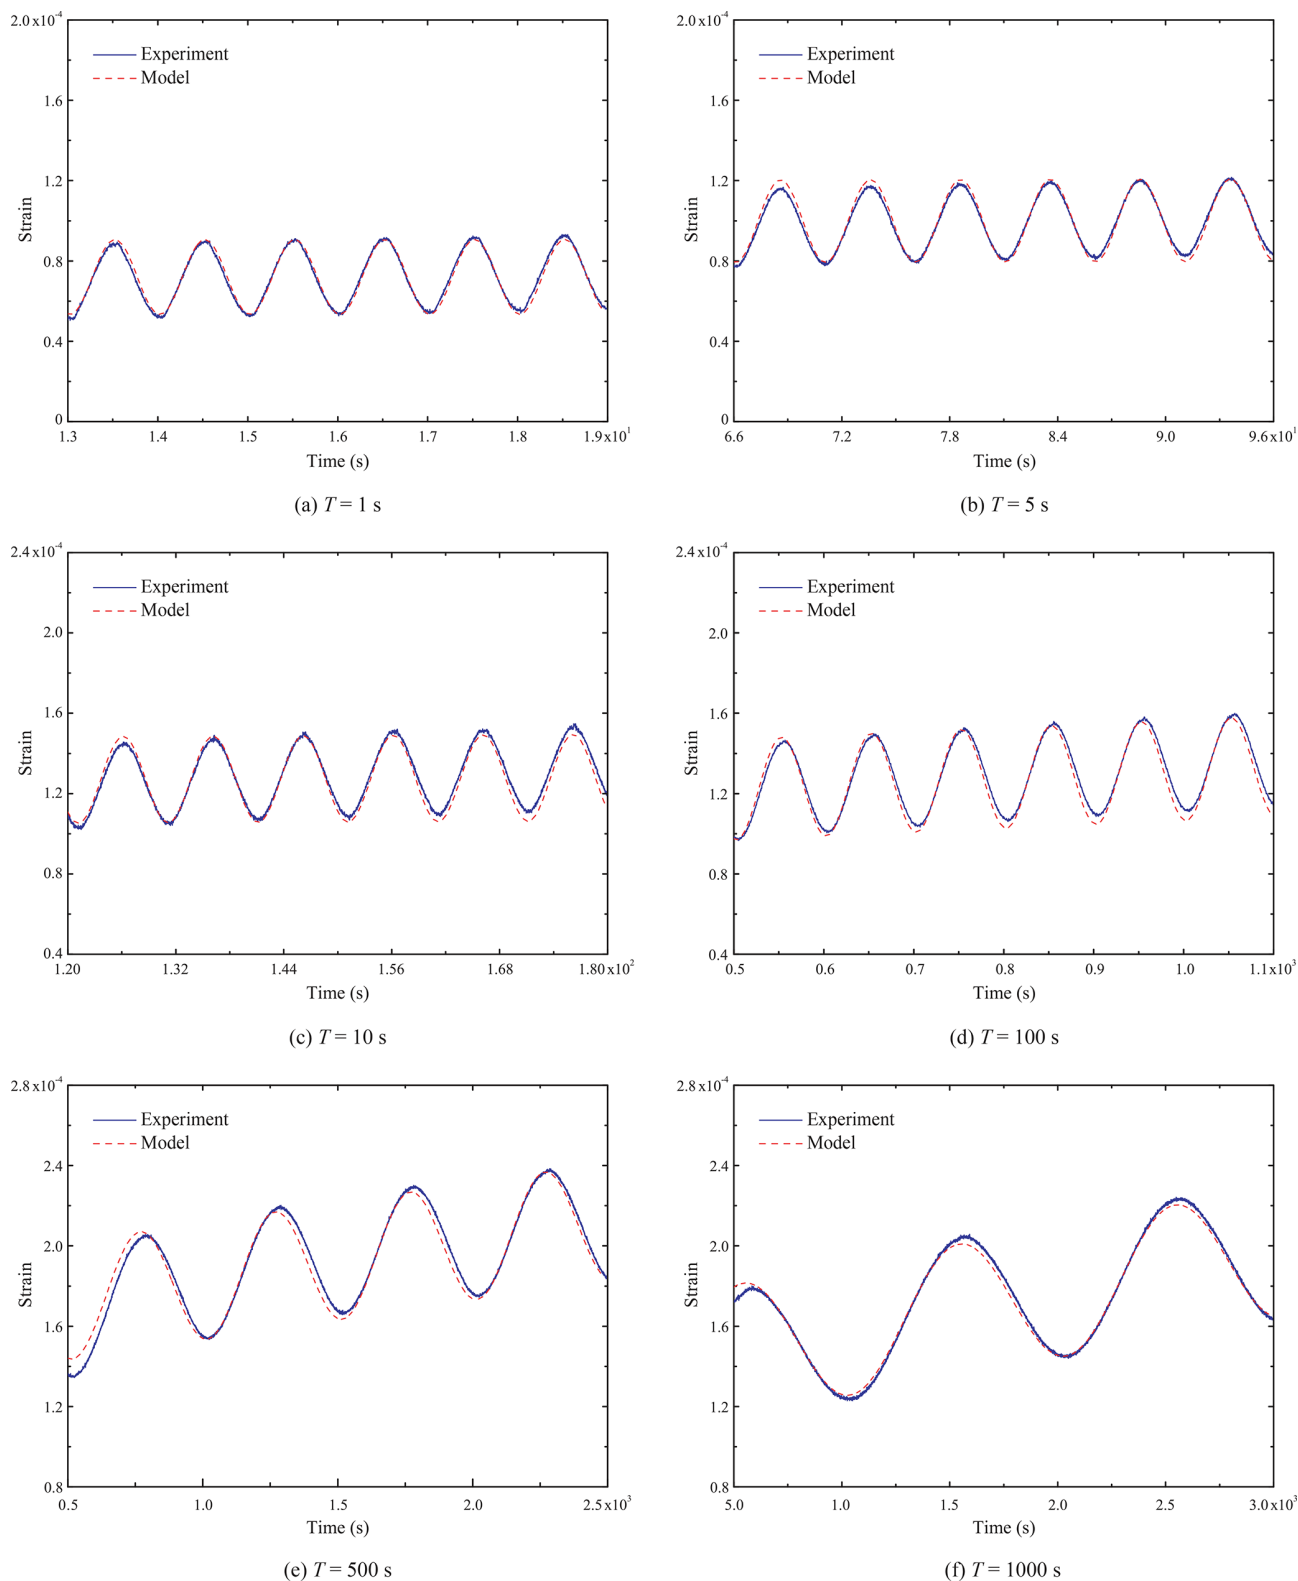 2.0x10⁻⁴
Experiment
Model
1.6
1.2
Strain
0.8
0.4
0
1.3 1.4 1.5 1.6 1.7 1.8 1.9x10¹
Time (s)
(a) T = 1 s
2.0x10⁻⁴
Experiment
Model
1.6
1.2
Strain
0.8
0.4
0
6.6 7.2 7.8 8.4 9.0 9.6x10¹
Time (s)
(b) T = 5 s
2.4x10⁻⁴
Experiment
Model
2.0
1.6
Strain
1.2
0.8
0.4
1.20 1.32 1.44 1.56 1.68 1.80x10²
Time (s)
(c) T = 10 s
2.4x10⁻⁴
Experiment
Model
2.0
1.6
Strain
1.2
0.8
0.4
0.5 0.6 0.7 0.8 0.9 1.0 1.1x10³
Time (s)
(d) T = 100 s
2.8x10⁻⁴
Experiment
Model
2.4
2.0
Strain
1.6
1.2
0.8
0.5 1.0 1.5 2.0 2.5x10³
Time (s)
(e) T = 500 s
2.8x10⁻⁴
Experiment
Model
2.4
2.0
Strain
1.6
1.2
0.8
5.0 1.0 1.5 2.0 2.5 3.0x10³
Time (s)
(f) T = 1000 s